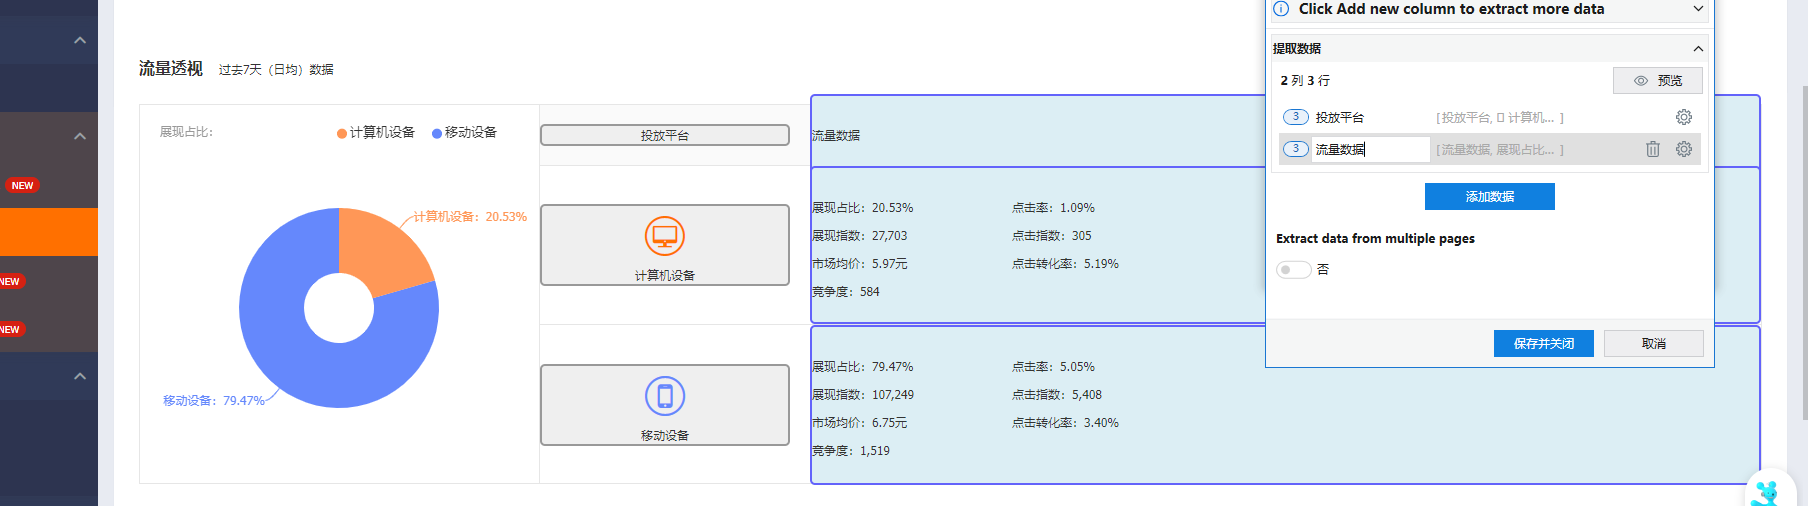 NEW
NEW
NEW
流量透视 过去7天（日均）数据
展现占比：
计算机设备 移动设备
计算机设备：20.53%
移动设备：79.47%
投放平台
流量数据
计算机设备
展现占比：20.53% 点击率：1.09%
展现指数：27,703 点击指数：305
市场均价：5.97元 点击转化率：5.19%
竞争度：584
移动设备
展现占比：79.47% 点击率：5.05%
展现指数：107,249 点击指数：5,408
市场均价：6.75元 点击转化率：3.40%
竞争度：1,519
Click Add new column to extract more data
提取数据
2 列 3 行
预览
3 投放平台 [投放平台, 计算机... ]
3 流量数据 [流量数据, 展现占比... ]
添加数据
Extract data from multiple pages
否
保存并关闭 取消